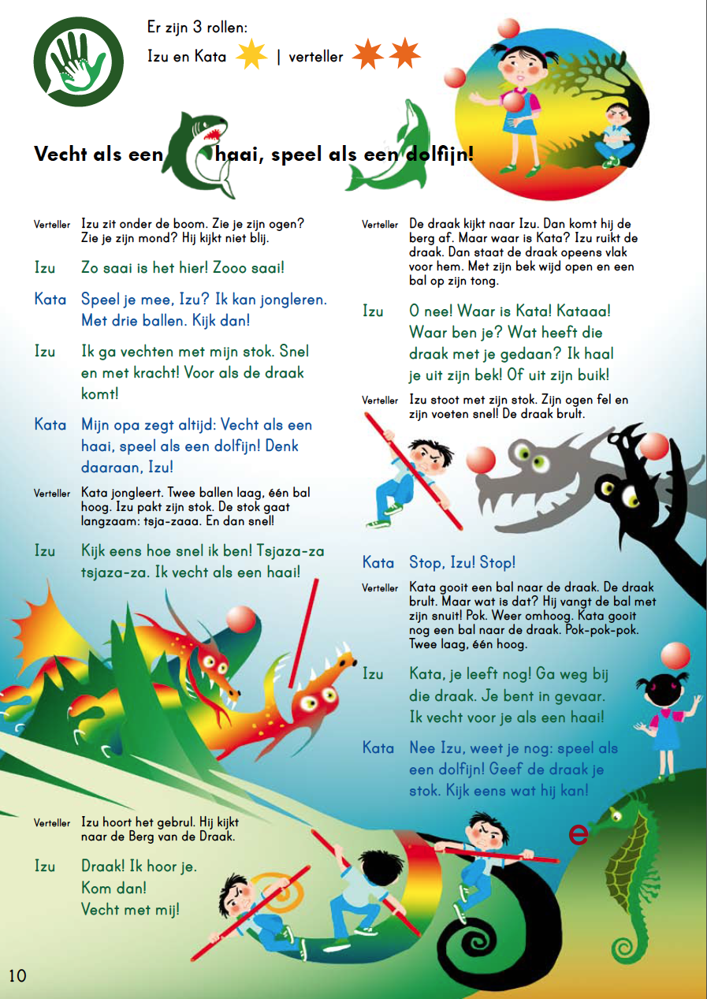 Er zijn 3 rollen:
Izu en Kata | verteller
Vecht als een haai, speel als een dolfijn!
Verteller Izu zit onder de boom. Zie je zijn ogen?
Zie je zijn mond? Hij kijkt niet blij.
Izu Zo saai is het hier! Zooo saai!
Kata Speel je mee, Izu? Ik kan jongleren.
Met drie ballen. Kijk dan!
Izu Ik ga vechten met mijn stok. Snel
en met kracht! Voor als de draak
komt!
Kata Mijn opa zegt altijd: Vecht als een
haai, speel als een dolfijn! Denk
daaraan, Izu!
Verteller Kata jongleert. Twee ballen laag, één bal
hoog. Izu pakt zijn stok. De stok gaat
langzaam: tsja-zaaa. En dan snel!
Izu Kijk eens hoe snel ik ben! Tsjaza-za
tsjaza-za. Ik vecht als een haai!
Verteller Izu hoort het gebrul. Hij kijkt
naar de Berg van de Draak.
Izu Draak! Ik hoor je.
Kom dan!
Vecht met mij!
Verteller De draak kijkt naar Izu. Dan komt hij de
berg af. Maar waar is Kata? Izu ruikt de
draak. Dan staat de draak opeens vlak
voor hem. Met zijn bek wijd open en een
bal op zijn tong.
Izu O nee! Waar is Kata! Kataaa!
Waar ben je? Wat heeft die
draak met je gedaan? Ik haal
je uit zijn bek! Of uit zijn buik!
Verteller Izu stoot met zijn stok. Zijn ogen fel en
zijn voeten snel! De draak brult.
Kata Stop, Izu! Stop!
Verteller Kata gooit een bal naar de draak. De draak
brult. Maar wat is dat? Hij vangt de bal met
zijn snuit! Pok. Weer omhoog. Kata gooit
nog een bal naar de draak. Pok-pok-pok.
Twee laag, één hoog.
Izu Kata, je leeft nog! Ga weg bij
die draak. Je bent in gevaar.
Ik vecht voor je als een haai!
Kata Nee Izu, weet je nog: speel als
een dolfijn! Geef de draak je
stok. Kijk eens wat hij kan!
e
10